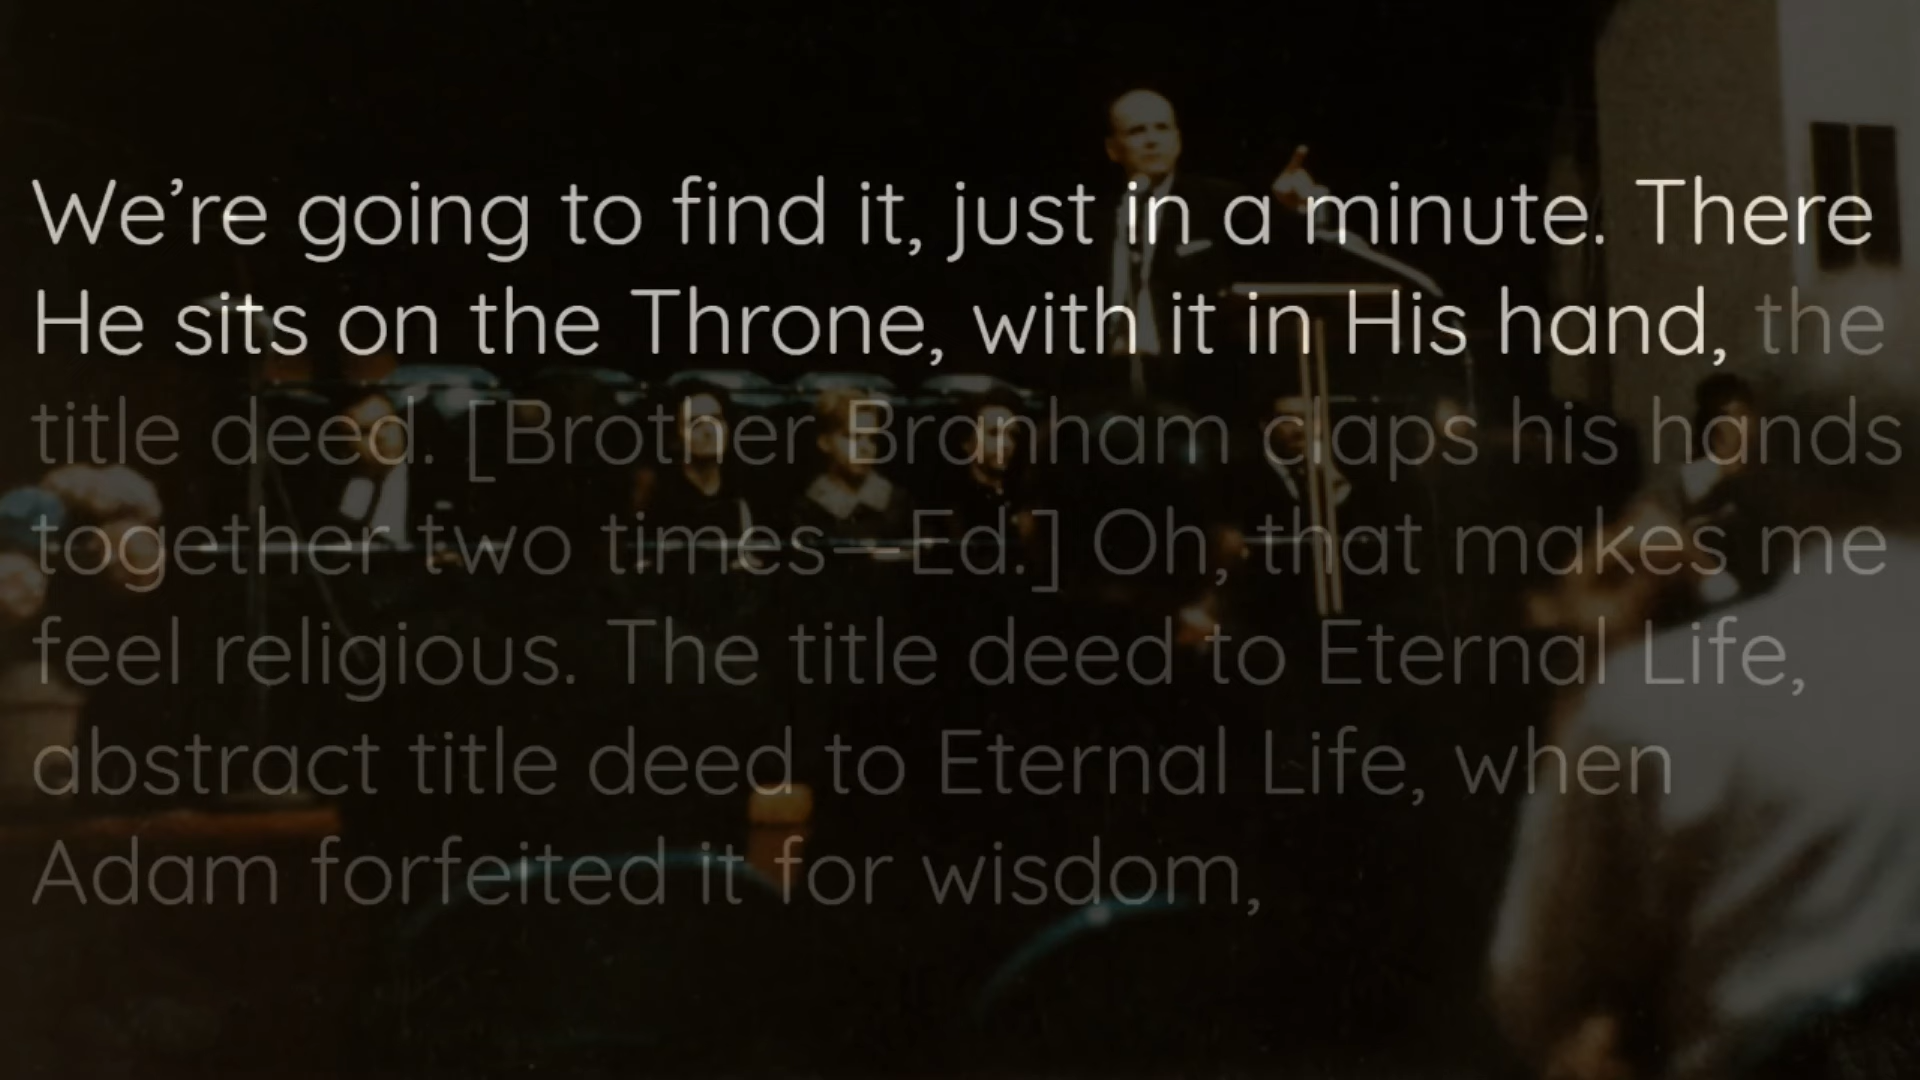 We’re going to find it, just in a minute. There
He sits on the Throne, with it in His hand, the
title deed. [Brother Branham claps his hands
together two times—Ed.] Oh, that makes me
feel religious. The title deed to Eternal Life,
abstract title deed to Eternal Life, when
Adam forfeited it for wisdom,